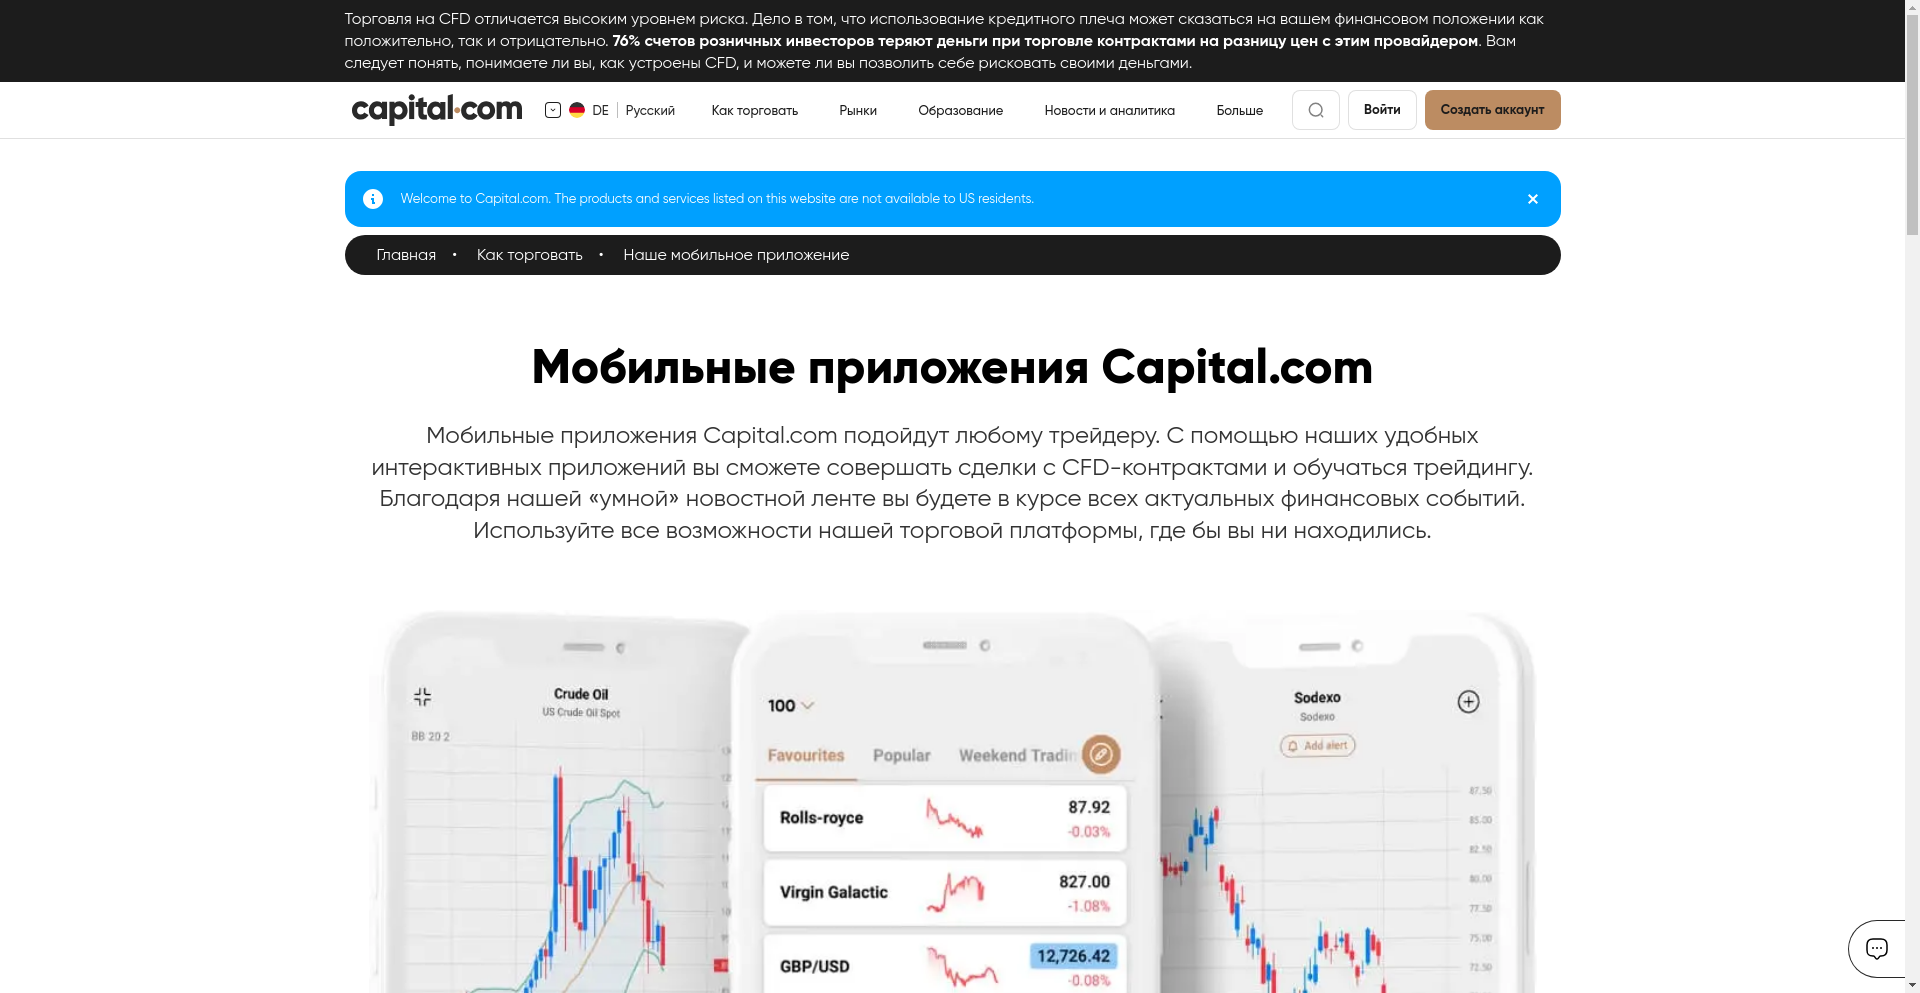 Торговля на CFD отличается высоким уровнем риска. Дело в том, что использование кредитного плеча может сказаться на вашем финансовом положении как
положительно, так и отрицательно. 76% счетов розничных инвесторов теряют деньги при торговле контрактами на разницу цен с этим провайдером. Вам
следует понять, понимаете ли вы, как устроены CFD, и можете ли вы позволить себе рисковать своими деньгами.
capital.com DE Русский Как торговать Рынки Образование Новости и аналитика Больше Войти Создать аккаунт
Welcome to Capital.com. The products and services listed on this website are not available to US residents.
Главная • Как торговать • Наше мобильное приложение
Мобильные приложения Capital.com
Мобильные приложения Capital.com подойдут любому трейдеру. С помощью наших удобных
интерактивных приложений вы сможете совершать сделки с CFD-контрактами и обучаться трейдингу.
Благодаря нашей «умной» новостной ленте вы будете в курсе всех актуальных финансовых событий.
Используйте все возможности нашей торговой платформы, где бы вы ни находились.
Crude Oil
US Crude Oil Spot
BB 20 2
100
Favourites Popular Weekend Tradin
Rolls-royce 87.92
-0.03%
Virgin Galactic 827.00
-1.08%
GBP/USD 12,726.42
-0.08%
Sodexo
Sodexo
Add alert
87.50
85.00
82.50
80.00
77.50
75.00
72.50